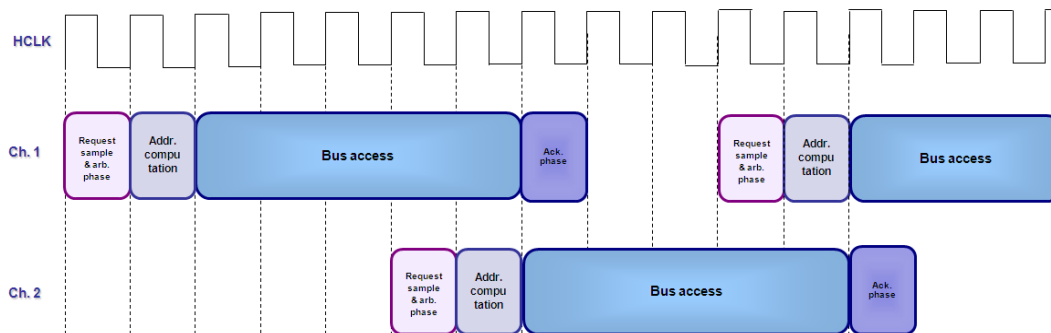 HCLK
Ch. 1
Request
sample
& arb.
phase
Addr.
compu
tation
Bus access
Ack.
phase
Request
sample
& arb.
phase
Addr.
compu
tation
Bus access
Ch. 2
Request
sample
& arb.
phase
Addr.
compu
tation
Bus access
Ack.
phase